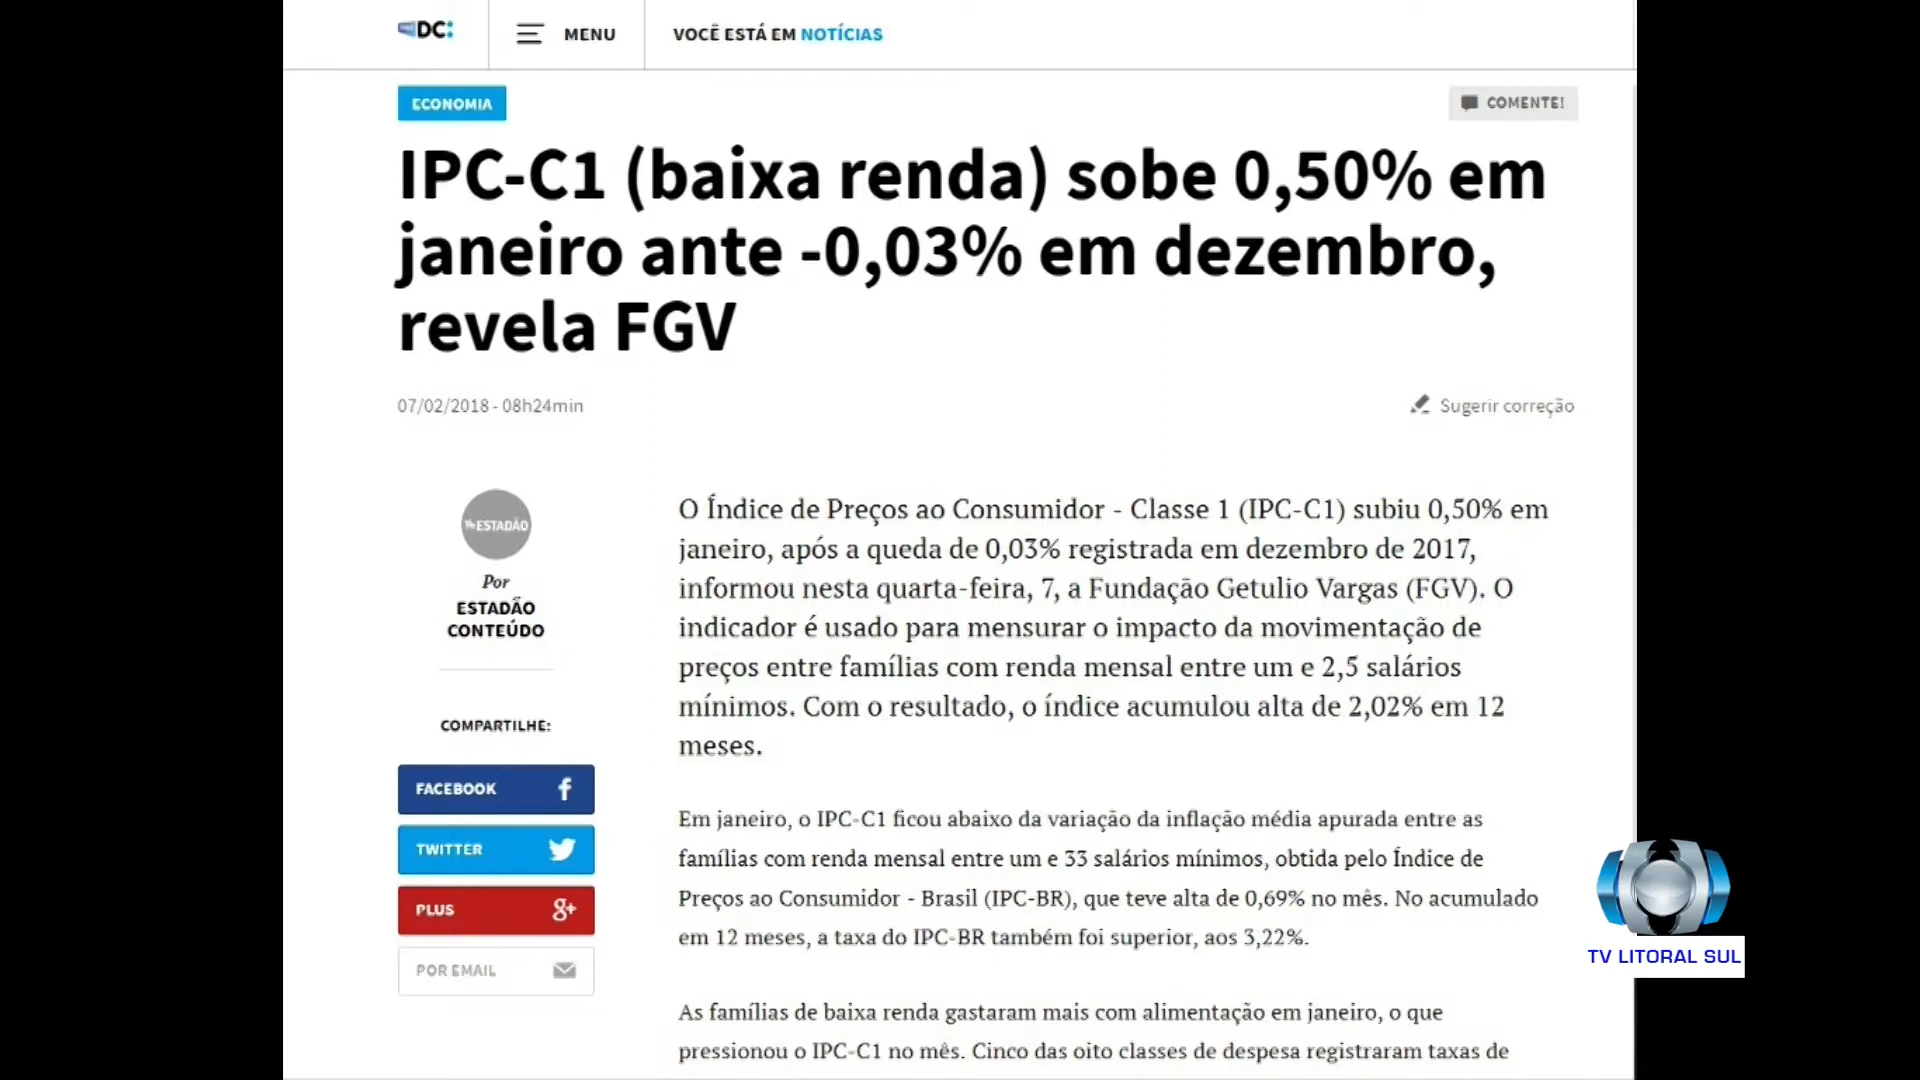 DC:
MENU
VOCÊ ESTÁ EM NOTÍCIAS
ECONOMIA
COMENTE!
IPC-C1 (baixa renda) sobe 0,50% em
janeiro ante -0,03% em dezembro,
revela FGV
07/02/2018 - 08h24min
Sugerir correção
ESTADÃO
Por
ESTADÃO
CONTEÚDO
COMPARTILHE:
FACEBOOK
TWITTER
PLUS
g+
POR EMAIL
O Índice de Preços ao Consumidor - Classe 1 (IPC-C1) subiu 0,50% em
janeiro, após a queda de 0,03% registrada em dezembro de 2017,
informou nesta quarta-feira, 7, a Fundação Getulio Vargas (FGV). O
indicador é usado para mensurar o impacto da movimentação de
preços entre famílias com renda mensal entre um e 2,5 salários
mínimos. Com o resultado, o índice acumulou alta de 2,02% em 12
meses.
Em janeiro, o IPC-C1 ficou abaixo da variação da inflação média apurada entre as
famílias com renda mensal entre um e 33 salários mínimos, obtida pelo Índice de
Preços ao Consumidor - Brasil (IPC-BR), que teve alta de 0,69% no mês. No acumulado
em 12 meses, a taxa do IPC-BR também foi superior, aos 3,22%.
As famílias de baixa renda gastaram mais com alimentação em janeiro, o que
pressionou o IPC-C1 no mês. Cinco das oito classes de despesa registraram taxas de
TV LITORAL SUL